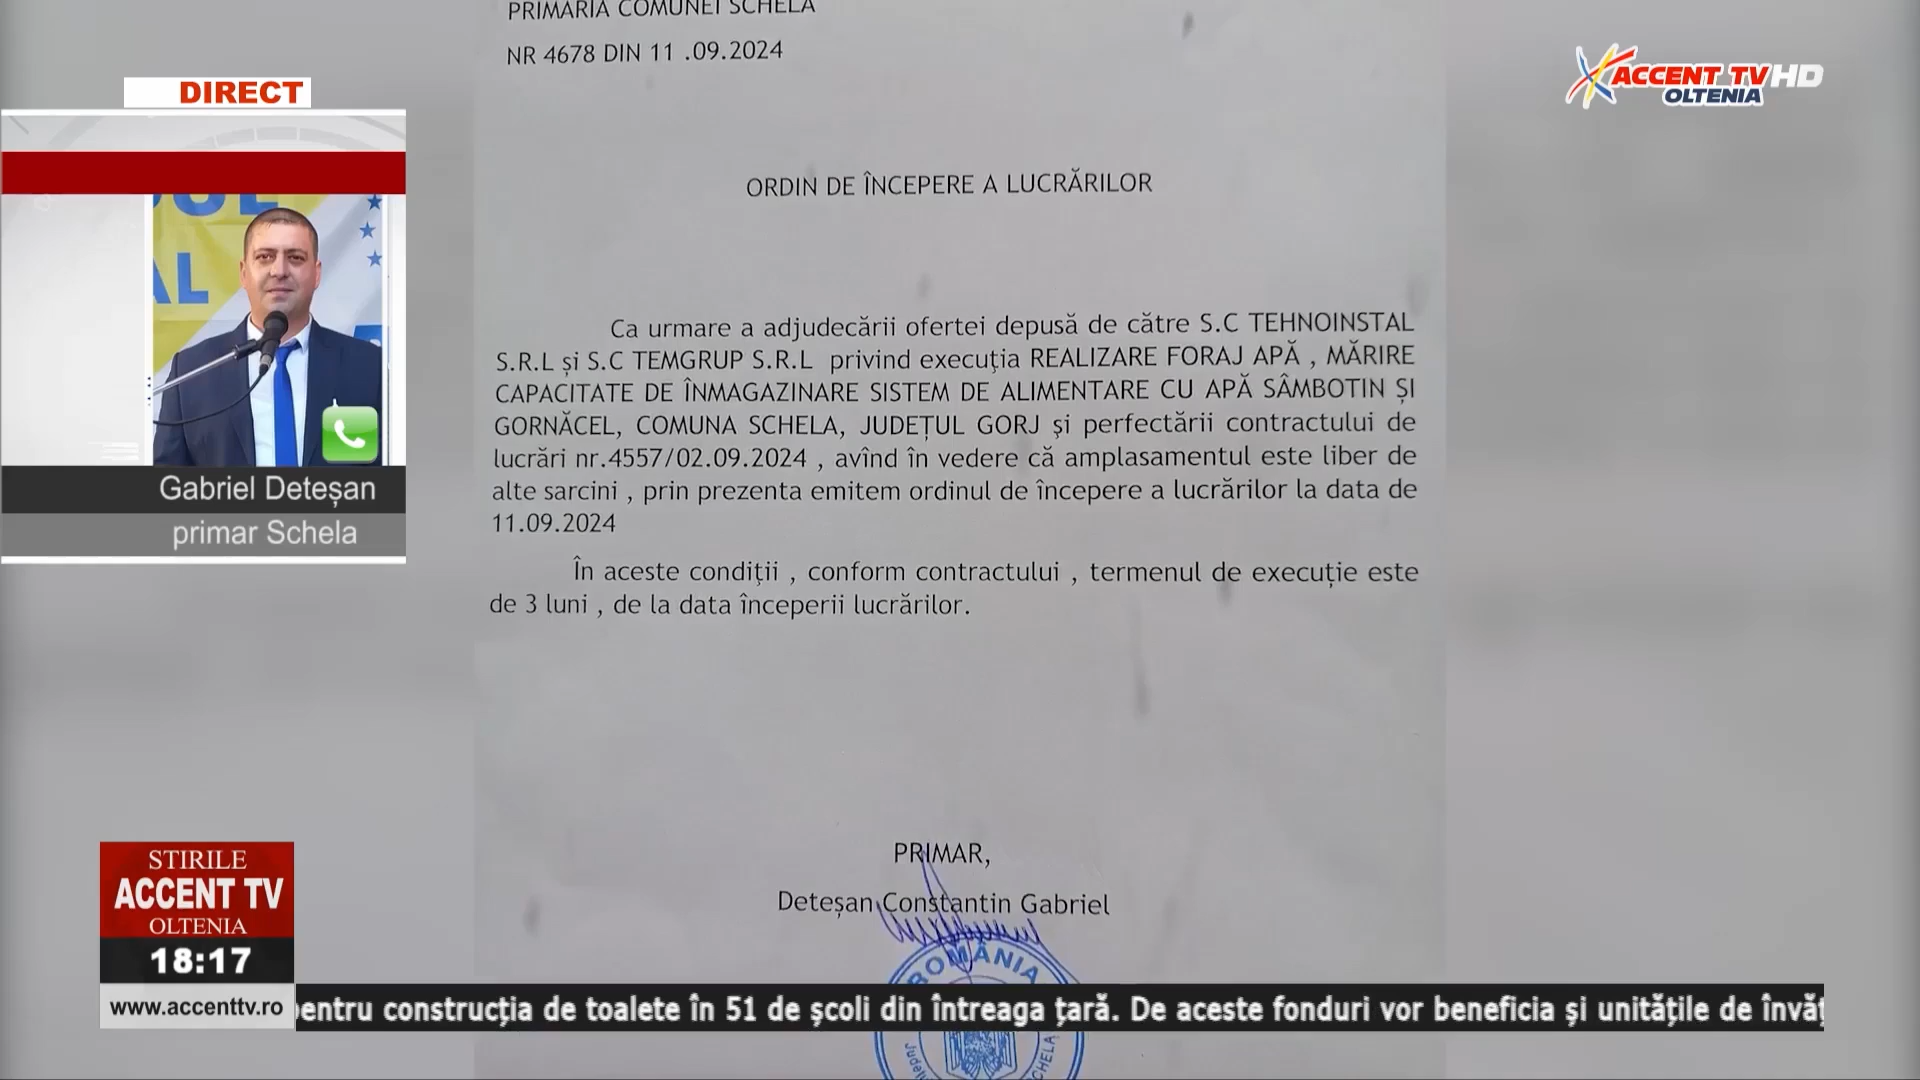 PRIMARIA COMUNEI SCHELA
NR 4678 DIN 11 .09.2024
DIRECT
ACCENT TV HD
OLTENIA
ORDIN DE ÎNCEPERE A LUCRĂRILOR
Ca urmare a adjudecării ofertei depusă de către S.C TEHNOINSTAL
S.R.L și S.C TEMGRUP S.R.L privind execuţia REALIZARE FORAJ APĂ , MĂRIRE
CAPACITATE DE ÎNMAGAZINARE SISTEM DE ALIMENTARE CU APĂ SÂMBOTIN ȘI
GORNĂCEL, COMUNA SCHELA, JUDEȚUL GORJ şi perfectării contractului de
lucrări nr.4557/02.09.2024 , avînd în vedere că amplasamentul este liber de
alte sarcini , prin prezenta emitem ordinul de începere a lucrărilor la data de
11.09.2024
În aceste condiţii , conform contractului , termenul de execuție este
de 3 luni , de la data începerii lucrărilor.
Gabriel Deteșan
primar Schela
PRIMAR,
Deteșan Constantin Gabriel
ROMÂNIA
SCHELA
STIRILE
ACCENT TV
OLTENIA
18:17
www.accenttv.ro
pentru construcția de toalete în 51 de școli din întreaga țară. De aceste fonduri vor beneficia și unitățile de învăț